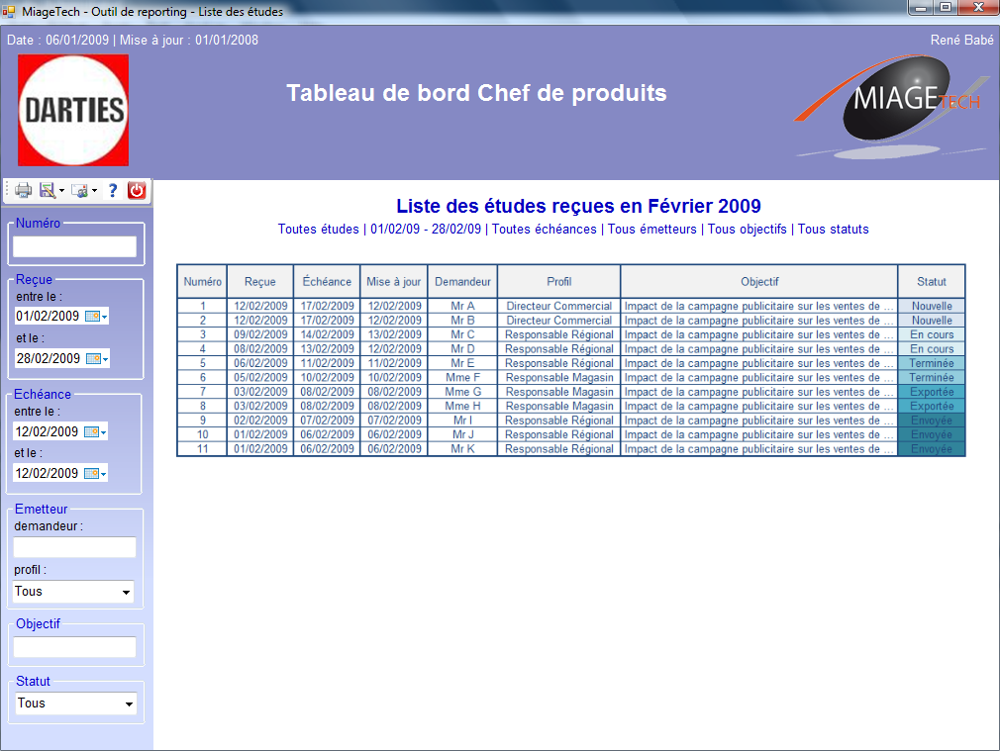 MiageTech - Outil de reporting - Liste des études
Date : 06/01/2009 | Mise à jour : 01/01/2008
René Babé
DARTIES
Tableau de bord Chef de produits
MIAGETECH
Liste des études reçues en Février 2009
Toutes études | 01/02/09 - 28/02/09 | Toutes échéances | Tous émetteurs | Tous objectifs | Tous statuts
Numéro
Reçue
entre le :
01/02/2009
et le :
28/02/2009
Echéance
entre le :
12/02/2009
et le :
12/02/2009
Emetteur
demandeur :
profil :
Tous
Objectif
Statut
Tous
Numéro Reçue Échéance Mise à jour Demandeur Profil Objectif Statut
1 12/02/2009 17/02/2009 12/02/2009 Mr A Directeur Commercial Impact de la campagne publicitaire sur les ventes de ... Nouvelle
2 12/02/2009 17/02/2009 12/02/2009 Mr B Directeur Commercial Impact de la campagne publicitaire sur les ventes de ... Nouvelle
3 09/02/2009 14/02/2009 13/02/2009 Mr C Responsable Régional Impact de la campagne publicitaire sur les ventes de ... En cours
4 08/02/2009 13/02/2009 12/02/2009 Mr D Responsable Régional Impact de la campagne publicitaire sur les ventes de ... En cours
5 06/02/2009 11/02/2009 11/02/2009 Mr E Responsable Régional Impact de la campagne publicitaire sur les ventes de ... Terminée
6 05/02/2009 10/02/2009 10/02/2009 Mme F Responsable Magasin Impact de la campagne publicitaire sur les ventes de ... Terminée
7 03/02/2009 08/02/2009 08/02/2009 Mme G Responsable Magasin Impact de la campagne publicitaire sur les ventes de ... Exportée
8 03/02/2009 08/02/2009 08/02/2009 Mme H Responsable Magasin Impact de la campagne publicitaire sur les ventes de ... Exportée
9 02/02/2009 07/02/2009 07/02/2009 Mr I Responsable Régional Impact de la campagne publicitaire sur les ventes de ... Envoyée
10 01/02/2009 06/02/2009 06/02/2009 Mr J Responsable Régional Impact de la campagne publicitaire sur les ventes de ... Envoyée
11 01/02/2009 06/02/2009 06/02/2009 Mr K Responsable Régional Impact de la campagne publicitaire sur les ventes de ... Envoyée